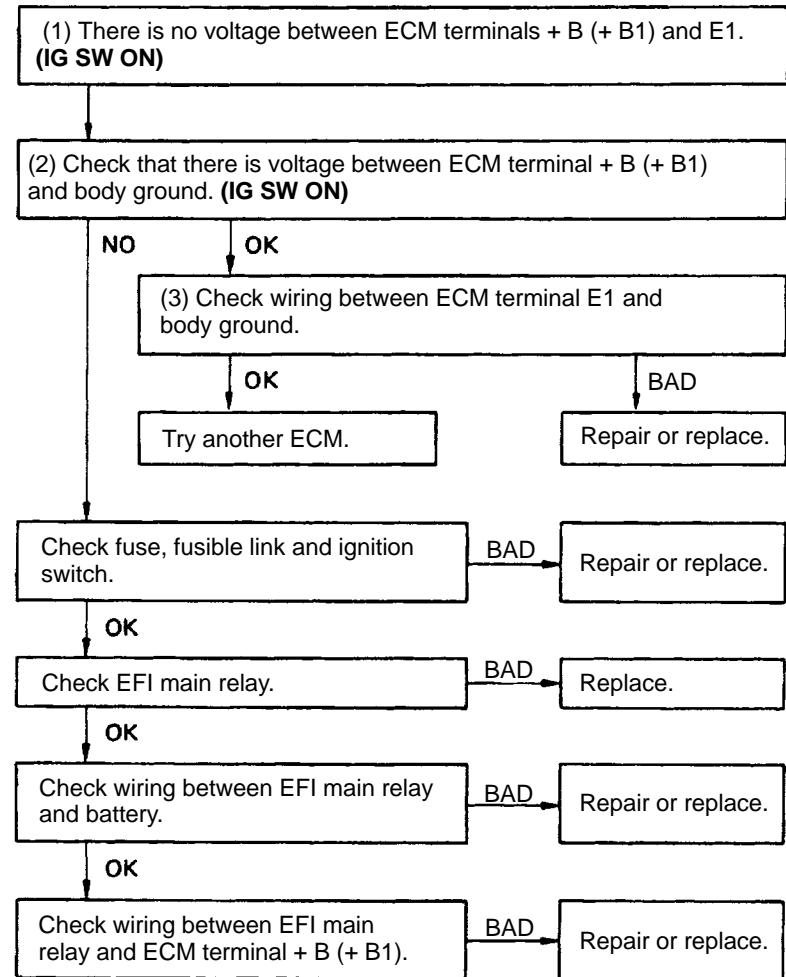 (1) There is no voltage between ECM terminals + B (+ B1) and E1.
(IG SW ON)
(2) Check that there is voltage between ECM terminal + B (+ B1)
and body ground. (IG SW ON)
NO
OK
(3) Check wiring between ECM terminal E1 and
body ground.
OK
BAD
Try another ECM.
Repair or replace.
Check fuse, fusible link and ignition
switch.
BAD
Repair or replace.
OK
Check EFI main relay.
BAD
Replace.
OK
Check wiring between EFI main relay
and battery.
BAD
Repair or replace.
OK
Check wiring between EFI main
relay and ECM terminal + B (+ B1).
BAD
Repair or replace.